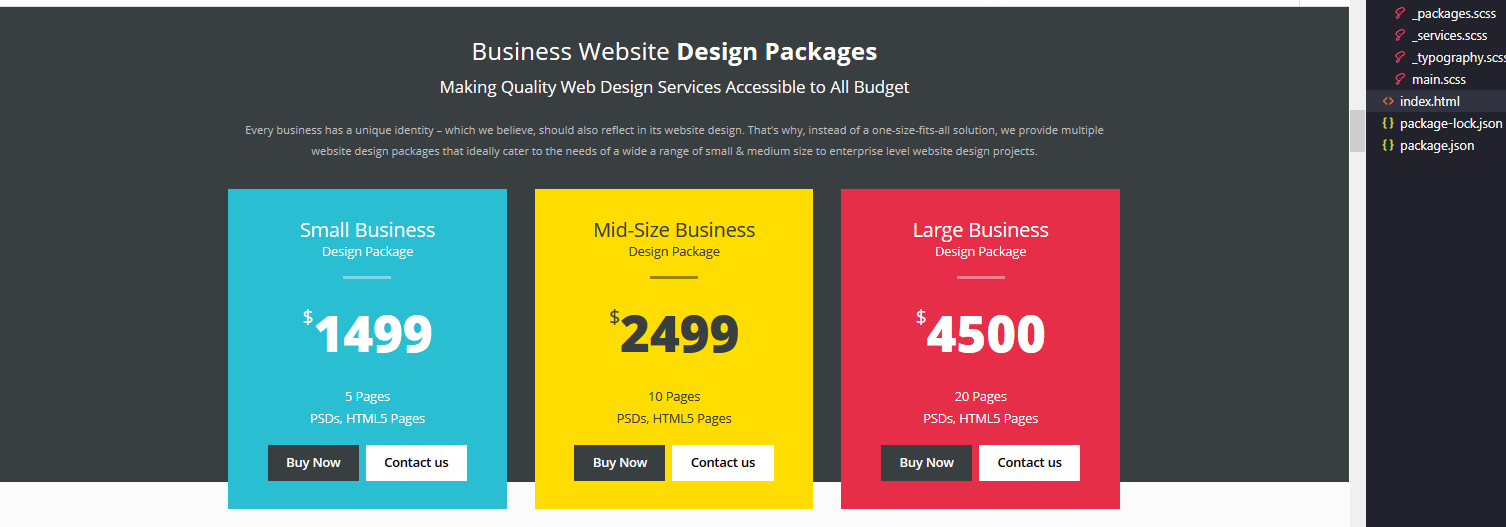 Business Website Design Packages
Making Quality Web Design Services Accessible to All Budget
Every business has a unique identity – which we believe, should also reflect in its website design. That's why, instead of a one-size-fits-all solution, we provide multiple
website design packages that ideally cater to the needs of a wide a range of small & medium size to enterprise level website design projects.
Small Business
Design Package
$1499
5 Pages
PSDs, HTML5 Pages
Buy Now Contact us
Mid-Size Business
Design Package
$2499
10 Pages
PSDs, HTML5 Pages
Buy Now Contact us
Large Business
Design Package
$4500
20 Pages
PSDs, HTML5 Pages
Buy Now Contact us
_packages.scss
_services.scss
_typography.scss
main.scss
<> index.html
{} package-lock.json
{} package.json